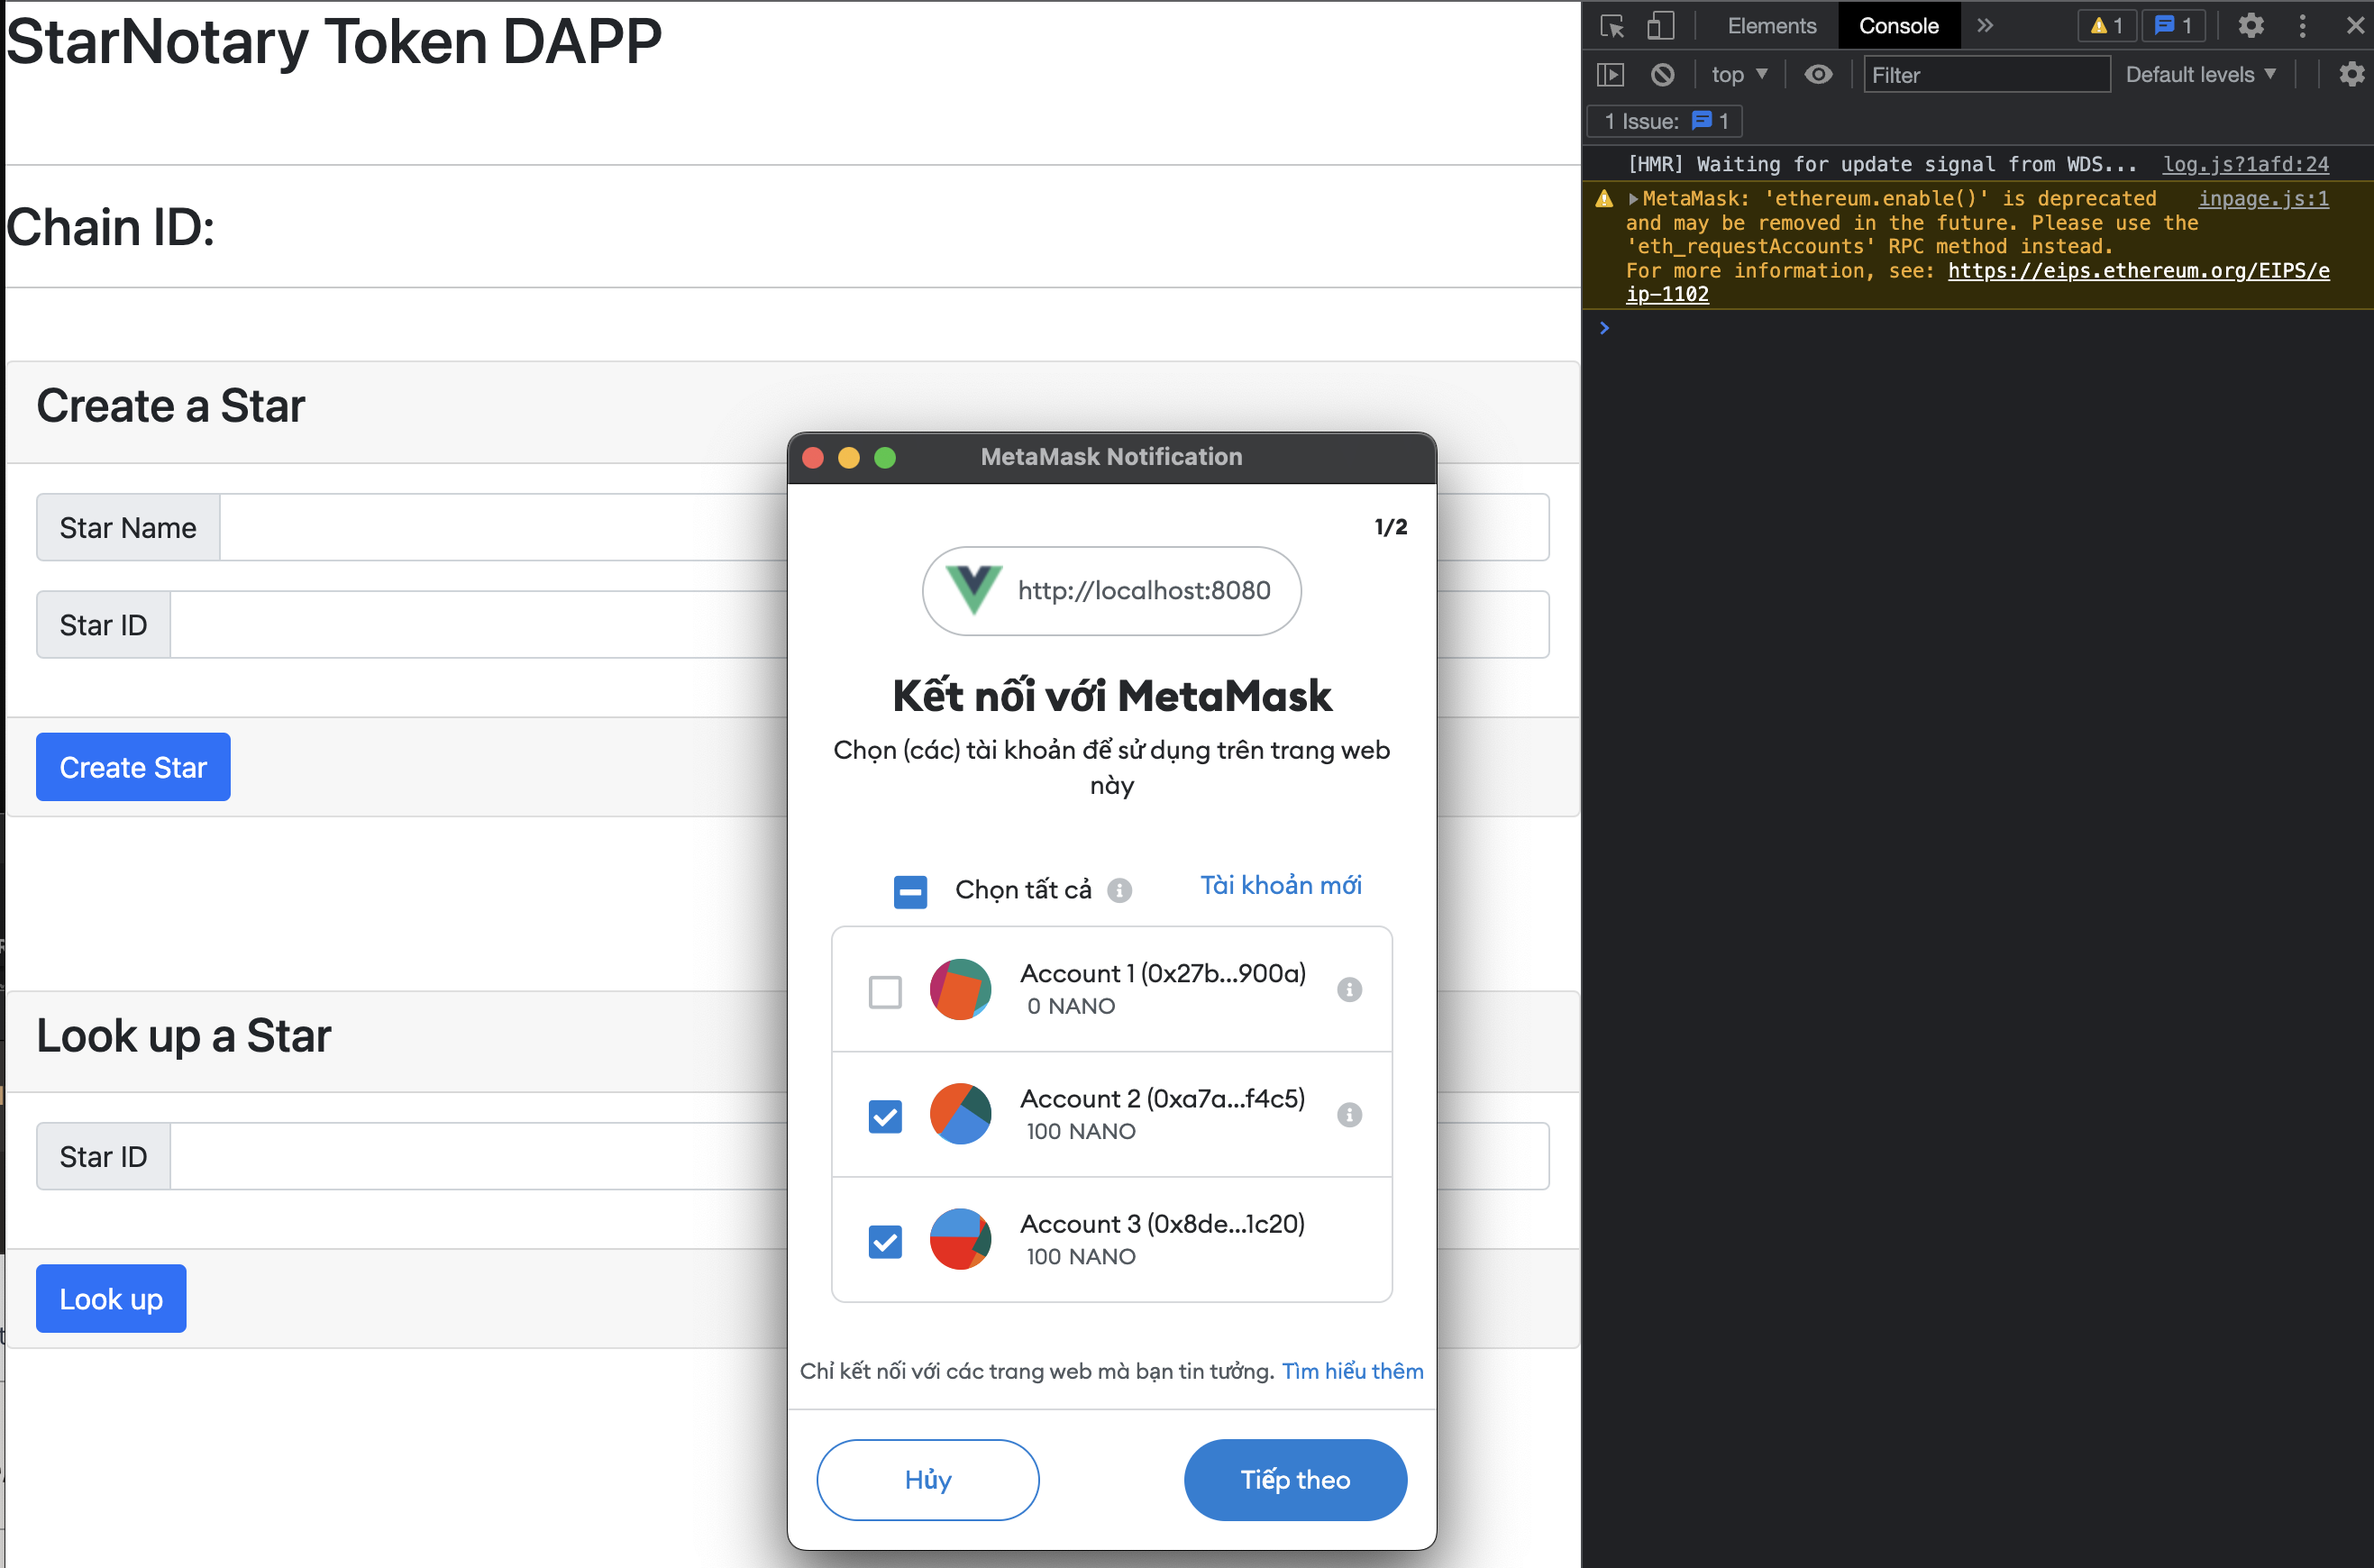 StarNotary Token DAPP
Chain ID:
Create a Star
Star Name
Star ID
Create Star
Look up a Star
Star ID
Look up
MetaMask Notification
1/2
http://localhost:8080
Kết nối với MetaMask
Chọn (các) tài khoản để sử dụng trên trang web
này
Chọn tất cả
Tài khoản mới
Account 1 (0x27b...900a)
0 NANO
Account 2 (0xa7a...f4c5)
100 NANO
Account 3 (0x8de...1c20)
100 NANO
Chỉ kết nối với các trang web mà bạn tin tưởng. Tìm hiểu thêm
Hủy
Tiếp theo
Elements
Console
1
1
top
Filter
Default levels
1 Issue: 1
[HMR] Waiting for update signal from WDS... log.js?1afd:24
MetaMask: 'ethereum.enable()' is deprecated inpage.js:1
and may be removed in the future. Please use the
'eth_requestAccounts' RPC method instead.
For more information, see: https://eips.ethereum.org/EIPS/e
ip-1102